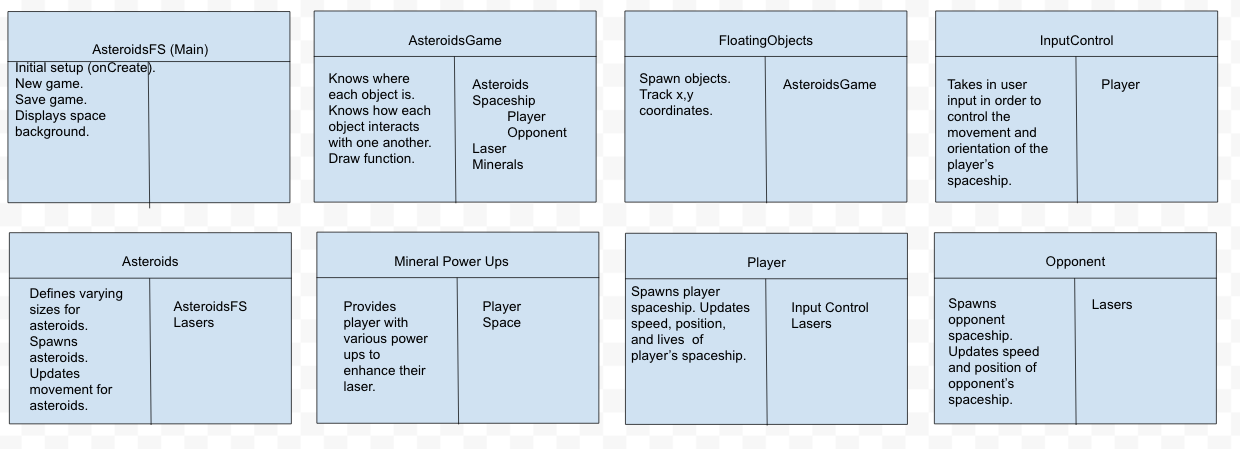 AsteroidsFS (Main)
Initial setup (onCreate).
New game.
Save game.
Displays space
background.
AsteroidsGame
Knows where
each object is.
Knows how each
object interacts
with one another.
Draw function.
Asteroids
Spaceship
Player
Opponent
Laser
Minerals
FloatingObjects
Spawn objects.
Track x,y
coordinates.
AsteroidsGame
InputControl
Takes in user
input in order to
control the
movement and
orientation of the
player's
spaceship.
Player
Asteroids
Defines varying
sizes for
asteroids.
Spawns
asteroids.
Updates
movement for
asteroids.
AsteroidsFS
Lasers
Mineral Power Ups
Provides
player with
various power
ups to
enhance their
laser.
Player
Space
Player
Spawns player
spaceship. Updates
speed, position,
and lives of
player's spaceship.
Input Control
Lasers
Opponent
Spawns
opponent
spaceship.
Updates speed
and position of
opponent's
spaceship.
Lasers